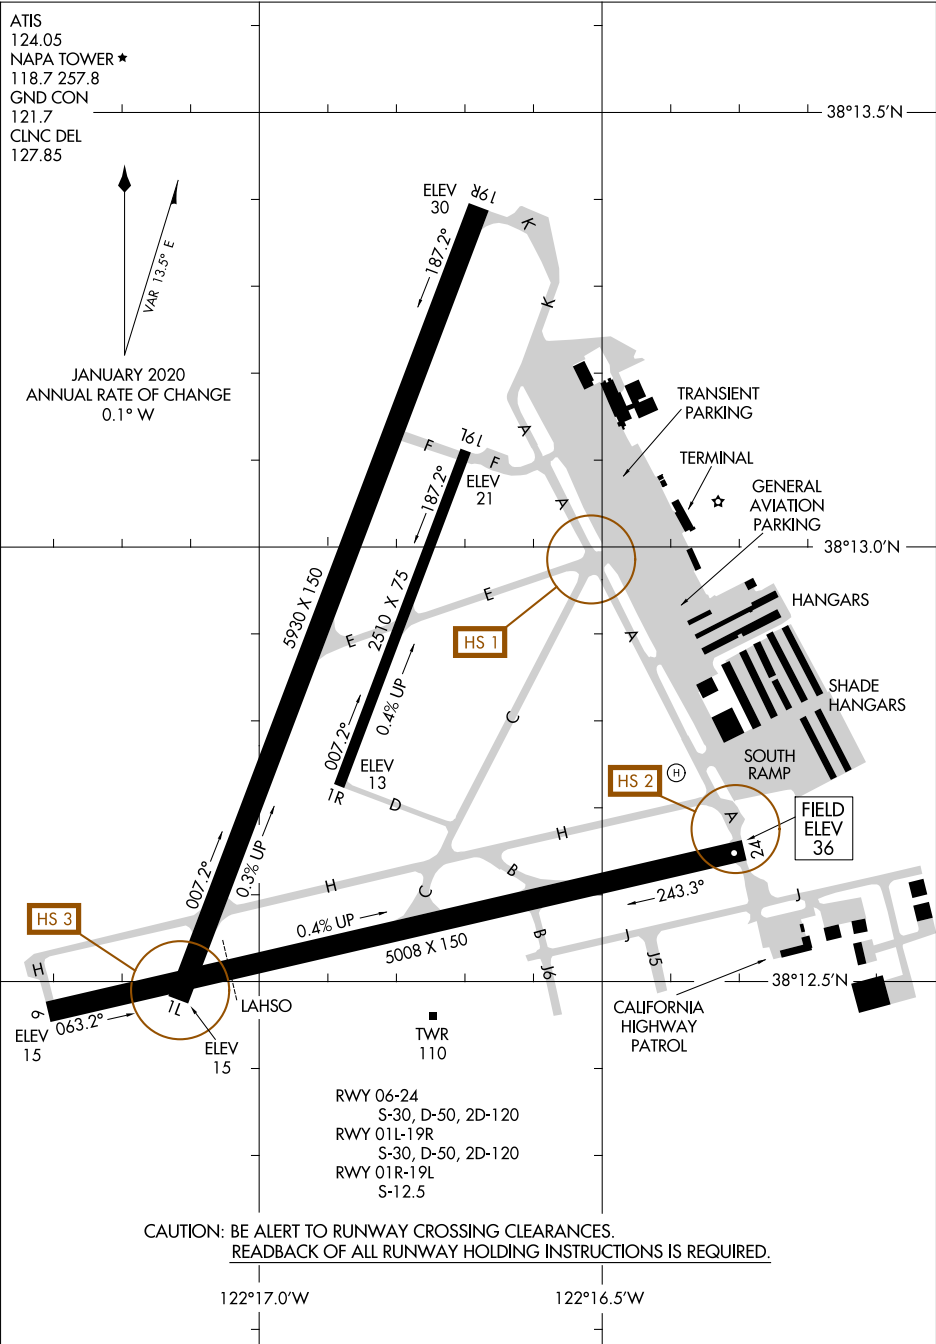 ATIS
124.05
NAPA TOWER ★
118.7 257.8
GND CON
121.7
CLNC DEL
127.85
38°13.5'N
VAR 13.5° E
JANUARY 2020
ANNUAL RATE OF CHANGE
0.1° W
ELEV
30
19R
187.2°
K
K
TRANSIENT
PARKING
TERMINAL
GENERAL
AVIATION
PARKING
A
F
19L
F
ELEV
21
187.2°
A
38°13.0'N
5930 X 150
2510 X 75
E
E
HS 1
HANGARS
A
SHADE
HANGARS
C
007.2°
0.4% UP
ELEV
13
1R
D
HS 2
H
SOUTH
RAMP
A
FIELD
ELEV
36
24
H
007.2°
0.3% UP
H
B
C
243.3°
J
HS 3
0.4% UP
5008 X 150
B
J
J6
J5
H
38°12.5'N
6
063.2°
ELEV
15
1L
LAHSO
ELEV
15
TWR
110
CALIFORNIA
HIGHWAY
PATROL
RWY 06-24
S-30, D-50, 2D-120
RWY 01L-19R
S-30, D-50, 2D-120
RWY 01R-19L
S-12.5
CAUTION: BE ALERT TO RUNWAY CROSSING CLEARANCES.
READBACK OF ALL RUNWAY HOLDING INSTRUCTIONS IS REQUIRED.
122°17.0'W
122°16.5'W